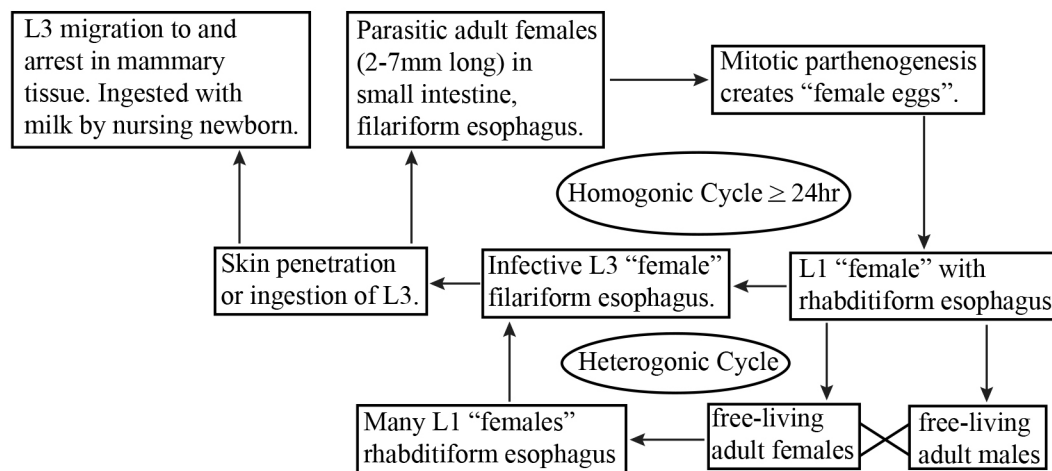 L3 migration to and
arrest in mammary
tissue. Ingested with
milk by nursing newborn.
Parasitic adult females
(2-7mm long) in
small intestine,
filariform esophagus.
Mitotic parthenogenesis
creates “female eggs”.
Homogonic Cycle ≥ 24hr
Skin penetration
or ingestion of L3.
Infective L3 “female”
filariform esophagus.
L1 “female” with
rhabditiform esophagus
Heterogonic Cycle
Many L1 “females”
rhabditiform esophagus
free-living
adult females
free-living
adult males